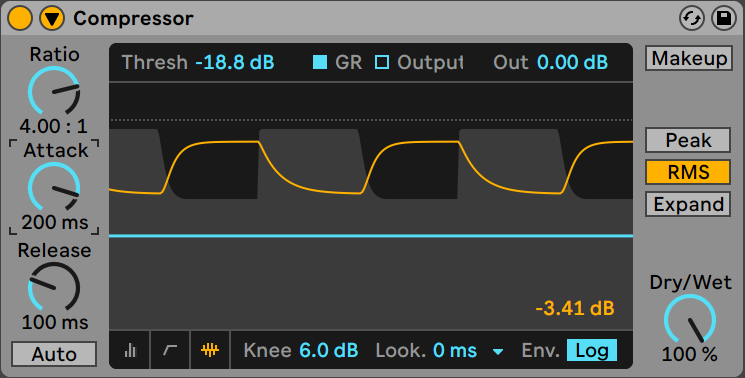 Compressor
Ratio
4.00 : 1
Attack
200 ms
Release
100 ms
Auto
Thresh -18.8 dB GR Output Out 0.00 dB
-3.41 dB
Knee 6.0 dB Look. 0 ms Env. Log
Makeup
Peak
RMS
Expand
Dry/Wet
100 %